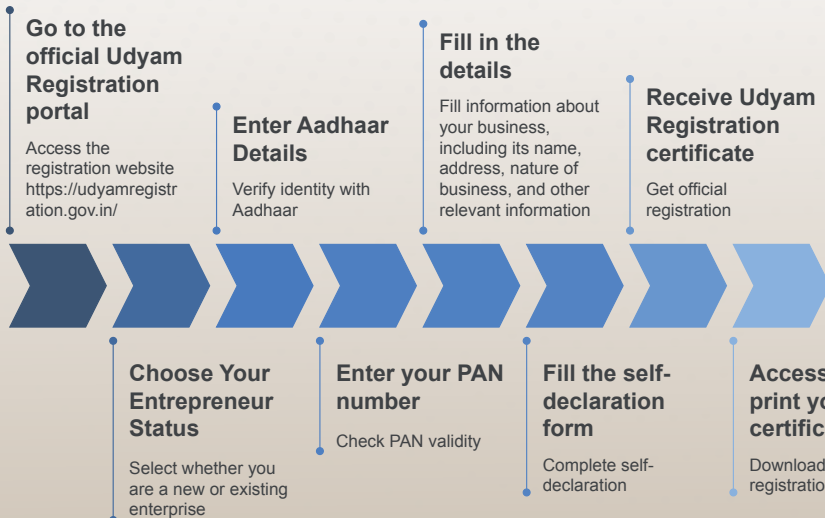 Go to the
official Udyam
Registration
portal
Access the
registration website
https://udyamregistr
ation.gov.in/
Choose Your
Entrepreneur
Status
Select whether you
are a new or existing
enterprise
Enter Aadhaar
Details
Verify identity with
Aadhaar
Enter your PAN
number
Check PAN validity
Fill in the
details
Fill information about
your business,
including its name,
address, nature of
business, and other
relevant information
Fill the self-
declaration
form
Complete self-
declaration
Receive Udyam
Registration
certificate
Get official
registration
Access
print
Download